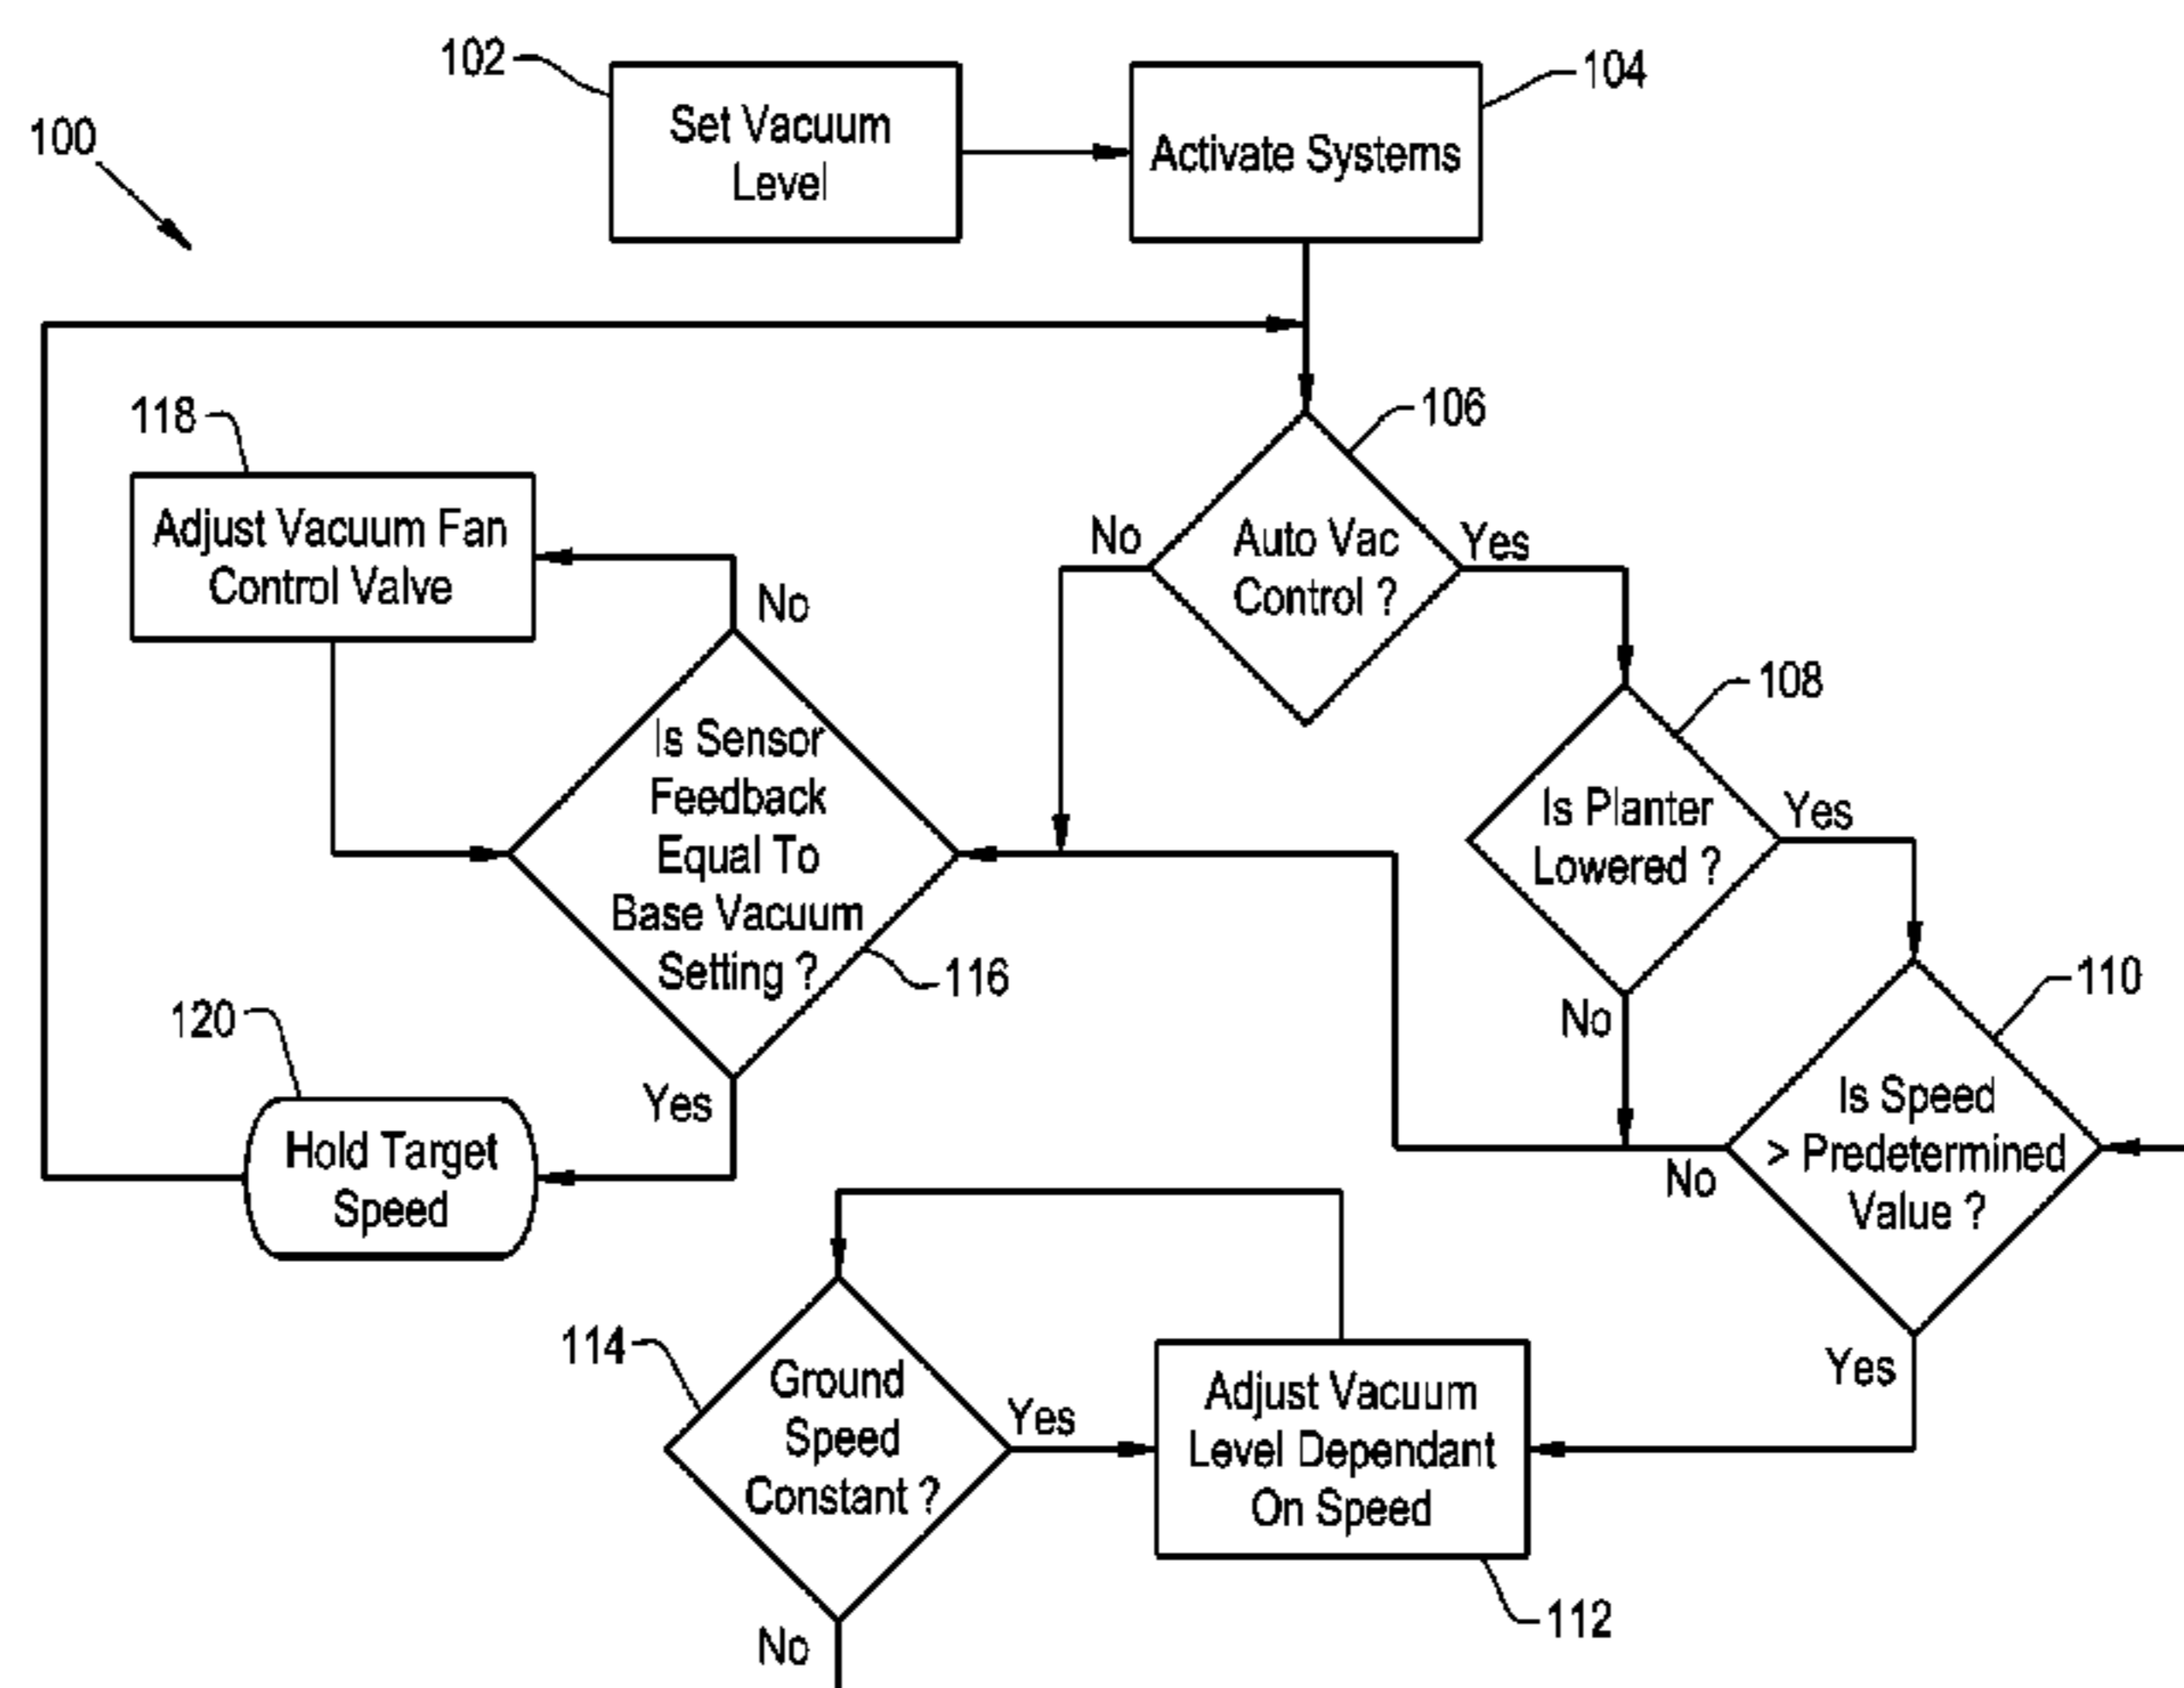 102
Set Vacuum
Level
104
Activate Systems
100
106
Auto Vac
Control ?
No
Yes
118
Adjust Vacuum Fan
Control Valve
No
108
Is Planter
Lowered ?
Yes
No
Is Sensor
Feedback
Equal To
Base Vacuum
Setting ?
116
Yes
110
Is Speed
> Predetermined
Value ?
No
Yes
120
Hold Target
Speed
114
Ground
Speed
Constant ?
Yes
No
Adjust Vacuum
Level Dependant
On Speed
112